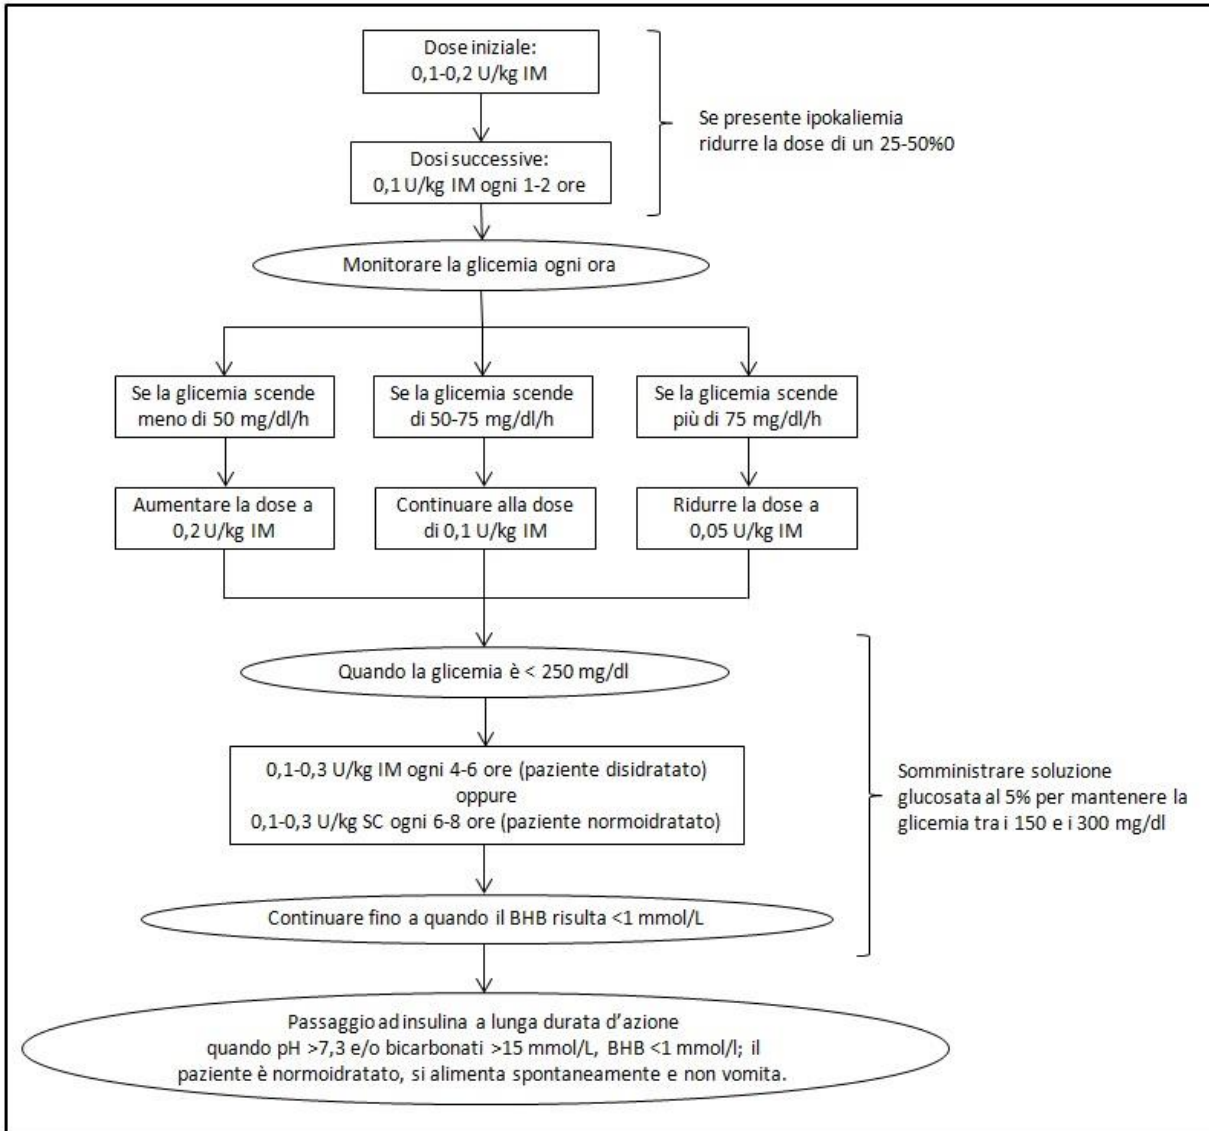 Dose iniziale:
0,1-0,2 U/kg IM
Se presente ipokaliemia
ridurre la dose di un 25-50%0
Dosi successive:
0,1 U/kg IM ogni 1-2 ore
Monitorare la glicemia ogni ora
Se la glicemia scende
meno di 50 mg/dl/h
Se la glicemia scende
di 50-75 mg/dl/h
Se la glicemia scende
più di 75 mg/dl/h
Aumentare la dose a
0,2 U/kg IM
Continuare alla dose
di 0,1 U/kg IM
Ridurre la dose a
0,05 U/kg IM
Quando la glicemia è < 250 mg/dl
0,1-0,3 U/kg IM ogni 4-6 ore (paziente disidratato)
oppure
0,1-0,3 U/kg SC ogni 6-8 ore (paziente normoidratato)
Somministrare soluzione
glucosata al 5% per mantenere la
glicemia tra i 150 e i 300 mg/dl
Continuare fino a quando il BHB risulta <1 mmol/L
Passaggio ad insulina a lunga durata d'azione
quando pH >7,3 e/o bicarbonati >15 mmol/L, BHB <1 mmol/l; il
paziente è normoidratato, si alimenta spontaneamente e non vomita.